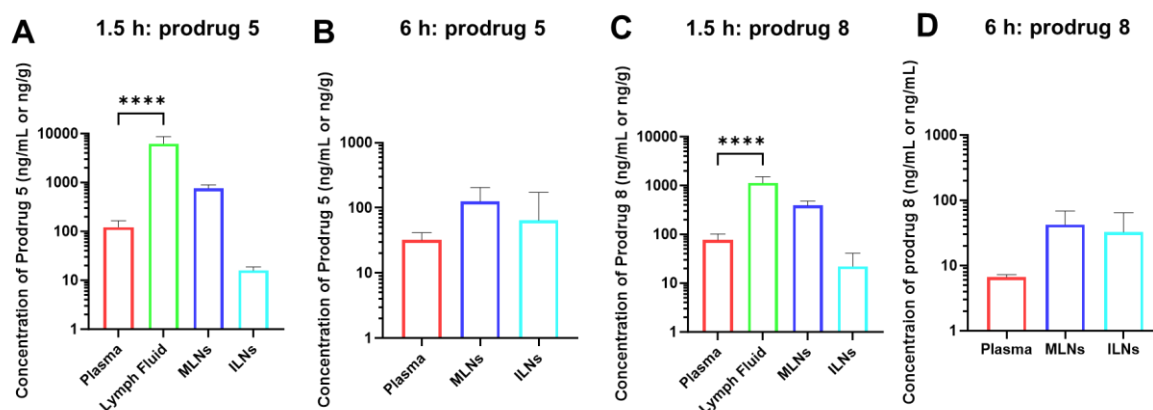 A
1.5 h: prodrug 5
Concentration of Prodrug 5 (ng/mL or ng/g)
****
10000
1000
100
10
1
Plasma
Lymph Fluid
MLNs
ILNs
B
6 h: prodrug 5
Concentration of Prodrug 5 (ng/mL or ng/g)
1000
100
10
1
Plasma
MLNs
ILNs
C
1.5 h: prodrug 8
Concentration of Prodrug 8 (ng/mL or ng/g)
****
10000
1000
100
10
1
Plasma
Lymph Fluid
MLNs
ILNs
D
6 h: prodrug 8
Concentraion of prodrug 8 (ng/mL or ng/mL)
1000
100
10
1
Plasma
MLNs
ILNs